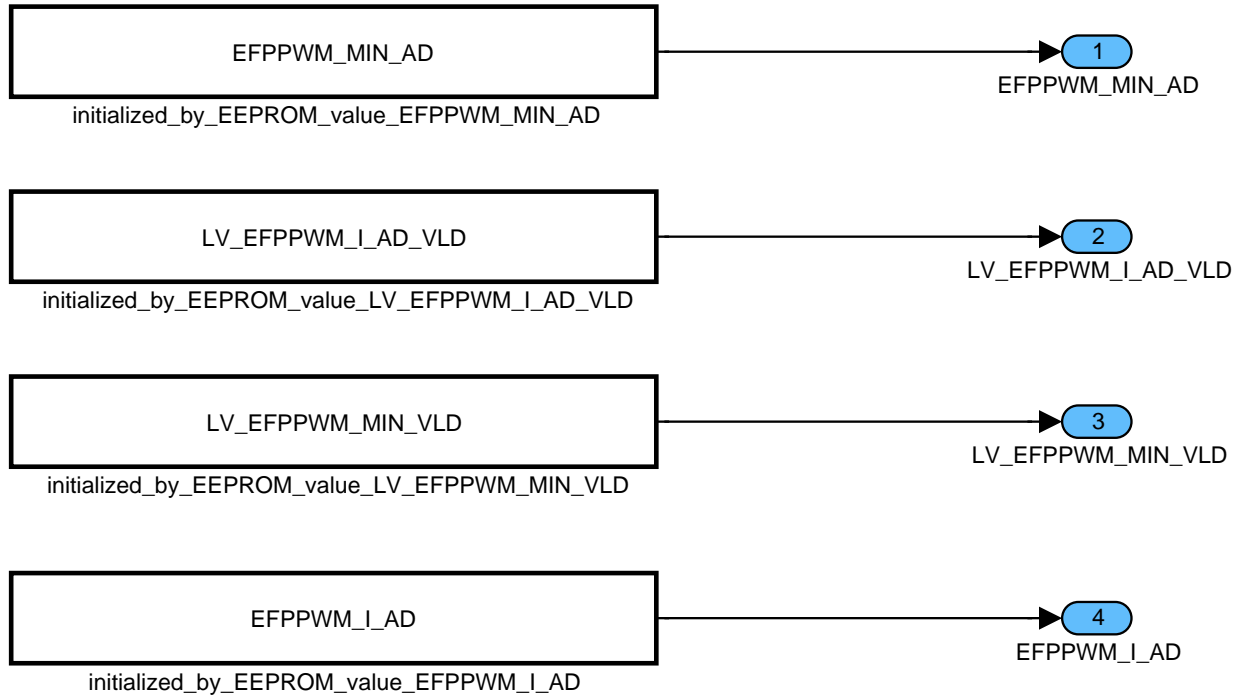 EFPPWM_MIN_AD
1
EFPPWM_MIN_AD
initialized_by_EEPROM_value_EFPPWM_MIN_AD
LV_EFPPWM_I_AD_VLD
2
LV_EFPPWM_I_AD_VLD
initialized_by_EEPROM_value_LV_EFPPWM_I_AD_VLD
LV_EFPPWM_MIN_VLD
3
LV_EFPPWM_MIN_VLD
initialized_by_EEPROM_value_LV_EFPPWM_MIN_VLD
EFPPWM_I_AD
4
EFPPWM_I_AD
initialized_by_EEPROM_value_EFPPWM_I_AD